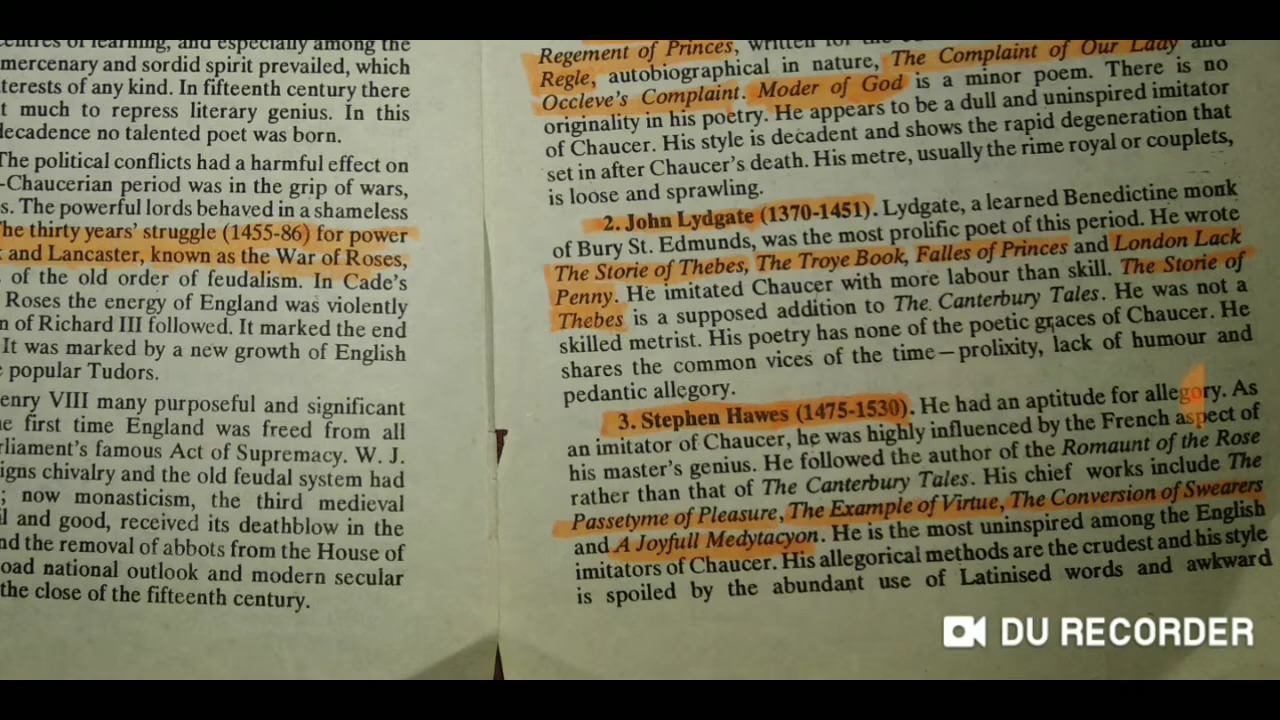 centres of learning, and especially among the
mercenary and sordid spirit prevailed, which
terests of any kind. In fifteenth century there
t much to repress literary genius. In this
decadence no talented poet was born.
The political conflicts had a harmful effect on
-Chaucerian period was in the grip of wars,
s. The powerful lords behaved in a shameless
he thirty years' struggle (1455-86) for power
k and Lancaster, known as the War of Roses,
of the old order of feudalism. In Cade's
Roses the energy of England was violently
n of Richard III followed. It marked the end
It was marked by a new growth of English
e popular Tudors.
enry VIII many purposeful and significant
e first time England was freed from all
rliament's famous Act of Supremacy. W. J.
igns chivalry and the old feudal system had
; now monasticism, the third medieval
il and good, received its deathblow in the
nd the removal of abbots from the House of
oad national outlook and modern secular
the close of the fifteenth century.
Regement of Princes, written for the
Regle, autobiographical in nature, The Complaint of Our Lady and
Occleve's Complaint. Moder of God is a minor poem. There is no
originality in his poetry. He appears to be a dull and uninspired imitator
of Chaucer. His style is decadent and shows the rapid degeneration that
set in after Chaucer's death. His metre, usually the rime royal or couplets,
is loose and sprawling.
2. John Lydgate (1370-1451). Lydgate, a learned Benedictine monk
of Bury St. Edmunds, was the most prolific poet of this period. He wrote
The Storie of Thebes, The Troye Book, Falles of Princes and London Lack
Penny. He imitated Chaucer with more labour than skill. The Storie of
Thebes is a supposed addition to The Canterbury Tales. He was not a
skilled metrist. His poetry has none of the poetic graces of Chaucer. He
shares the common vices of the time—prolixity, lack of humour and
pedantic allegory.
3. Stephen Hawes (1475-1530). He had an aptitude for allegory. As
an imitator of Chaucer, he was highly influenced by the French aspect of
his master's genius. He followed the author of the Romaunt of the Rose
rather than that of The Canterbury Tales. His chief works include The
Passetyme of Pleasure, The Example of Virtue, The Conversion of Swearers
and A Joyfull Medytacyon. He is the most uninspired among the English
imitators of Chaucer. His allegorical methods are the crudest and his style
is spoiled by the abundant use of Latinised words and awkward
DU RECORDER